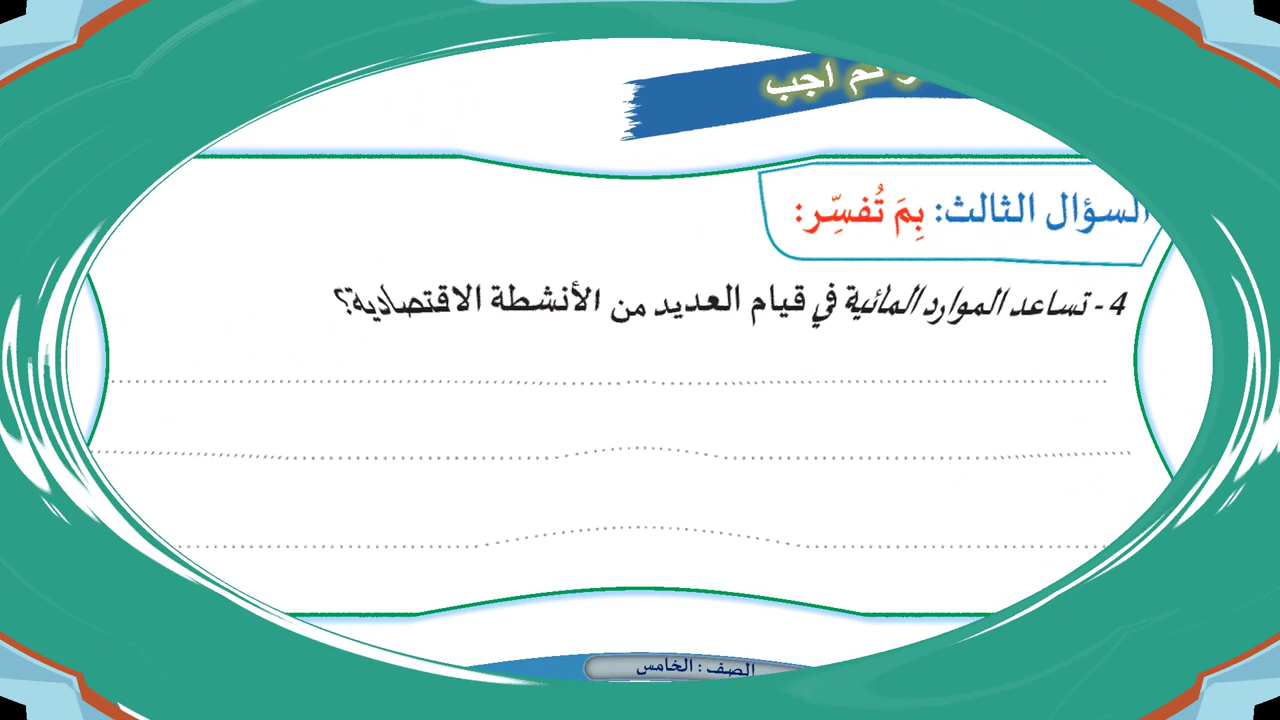 ثم اجب
السؤال الثالث: بِمَ تُفسِّر:
4 - تساعد الموارد المائية في قيام العديد من الأنشطة الاقتصادية؟
الصف : الخامس